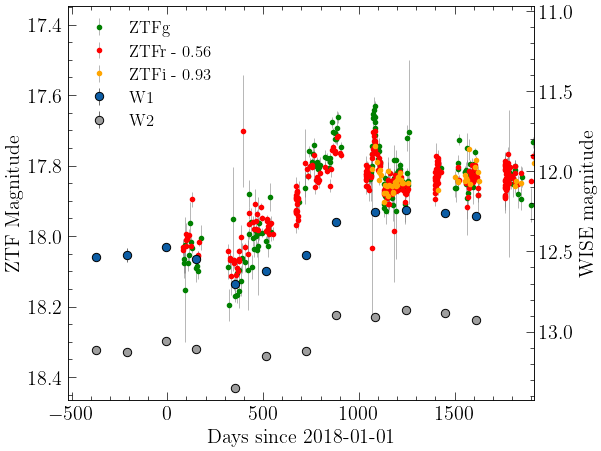 ZTFg
ZTFr - 0.56
ZTFi - 0.93
W1
W2
17.4
17.6
17.8
18.0
18.2
18.4
ZTF Magnitude
11.0
11.5
12.0
12.5
13.0
WISE magnitude
−500 0 500 1000 1500
Days since 2018-01-01